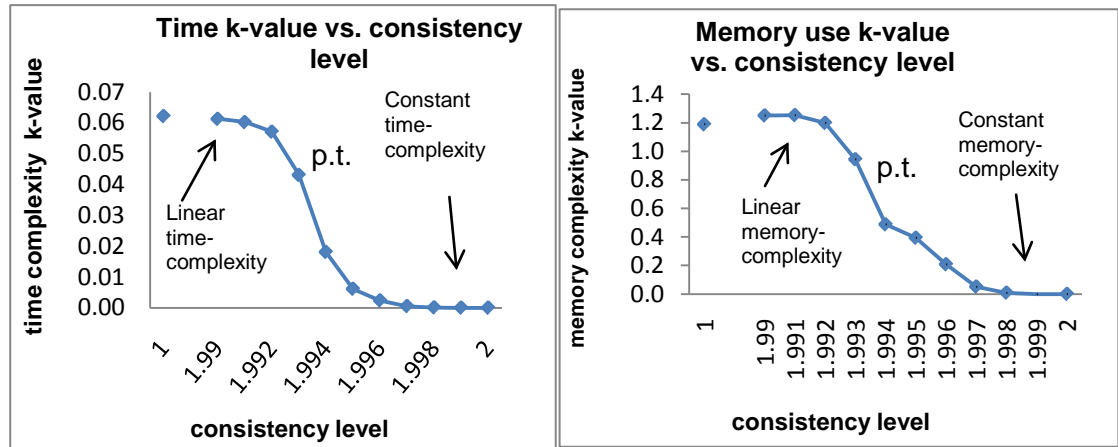 Time k-value vs. consistency
level
time complexity k-value
0.07
0.06
0.05
0.04
0.03
0.02
0.01
0.00
Constant
time-
complexity
p.t.
Linear
time-
complexity
1
1.99
1.992
1.994
1.996
1.998
2
consistency level
Memory use k-value
vs. consistency level
memory complexity k-value
1.4
1.2
1.0
0.8
0.6
0.4
0.2
0.0
Constant
memory-
complexity
p.t.
Linear
memory-
complexity
1
1.99
1.991
1.992
1.993
1.994
1.995
1.996
1.997
1.998
1.999
2
consistency level